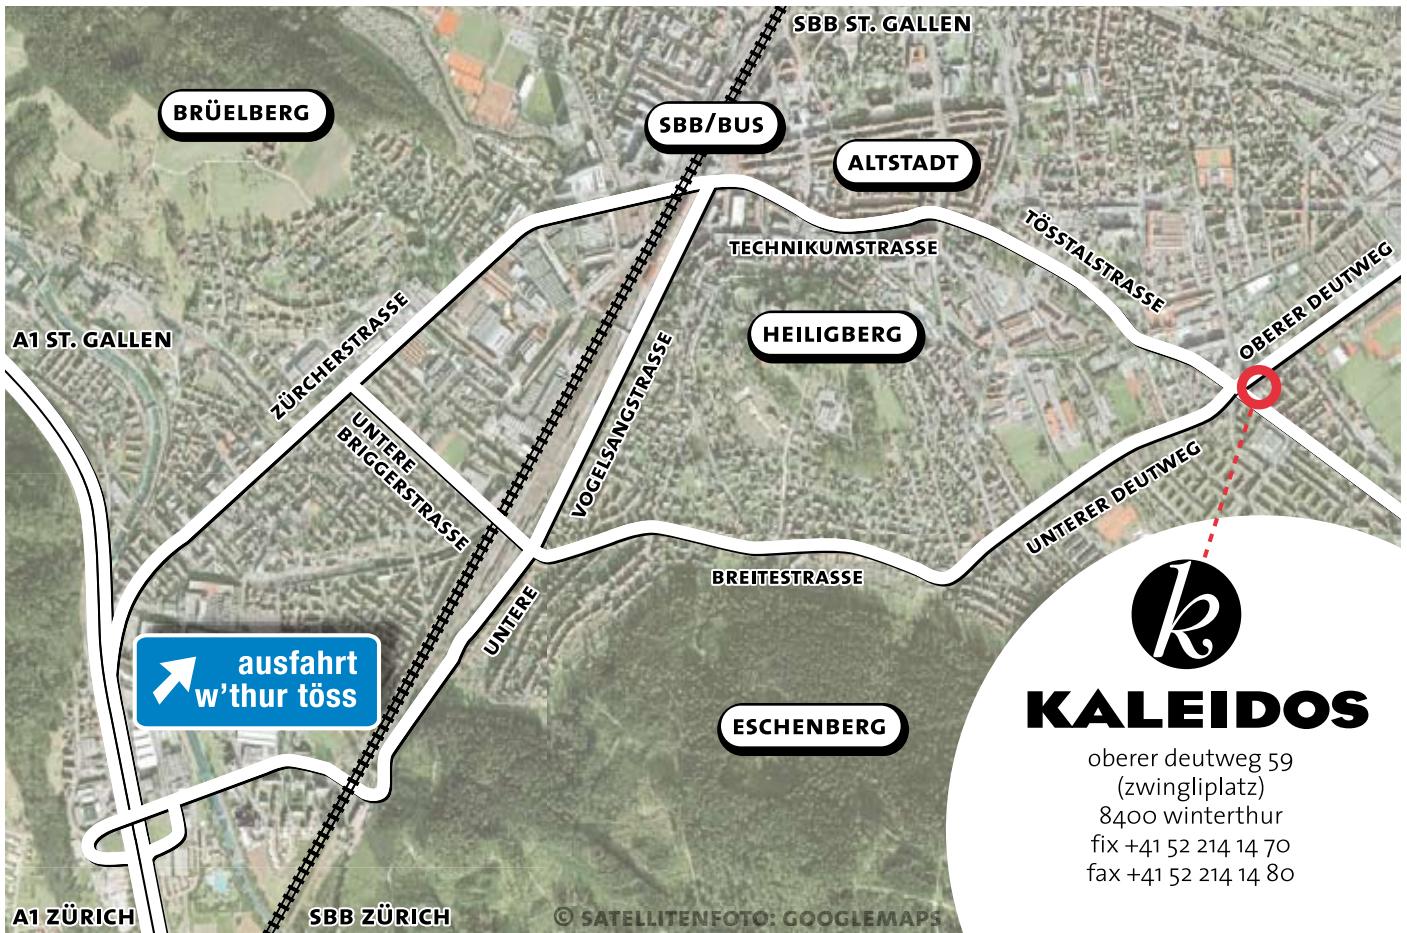 SBB ST. GALLEN
BRÜELBERG
SBB/BUS
ALTSTADT
TECHNIKUMSTRASSE
TÖSSTALSTRASSE
OBERER DEUTWEG
A1 ST. GALLEN
ZÜRCHERSTRASSE
HEILIGBERG
VOGELSANGSTRASSE
UNTERE
BRIGGERSTRASSE
UNTERER DEUTWEG
BREITESTRASSE
UNTERE
ausfahrt
w'thur töss
ESCHENBERG
k
KALEIDOS
oberer deutweg 59
(zwingliplatz)
8400 winterthur
fix +41 52 214 14 70
fax +41 52 214 14 80
A1 ZÜRICH
SBB ZÜRICH
© SATELLITENFOTO: GOOGLEMAPS